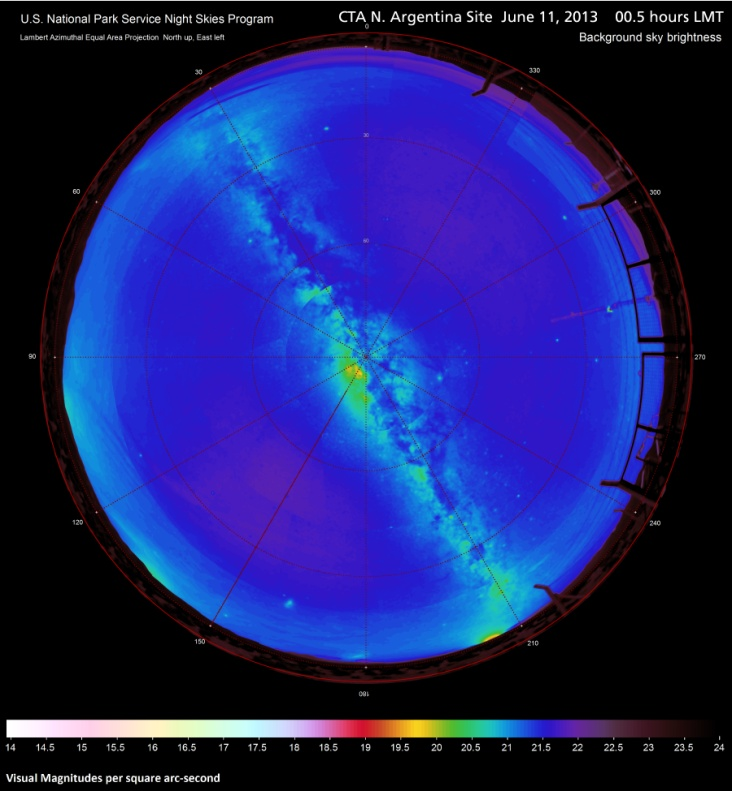 U.S. National Park Service Night Skies Program
CTA N. Argentina Site June 11, 2013 00.5 hours LMT
Lambert Azimuthal Equal Area Projection North up, East left
Background sky brightness
0
30
330
30
60
300
60
90
270
120
240
150
210
180
14 14.5 15 15.5 16 16.5 17 17.5 18 18.5 19 19.5 20 20.5 21 21.5 22 22.5 23 23.5 24
Visual Magnitudes per square arc-second